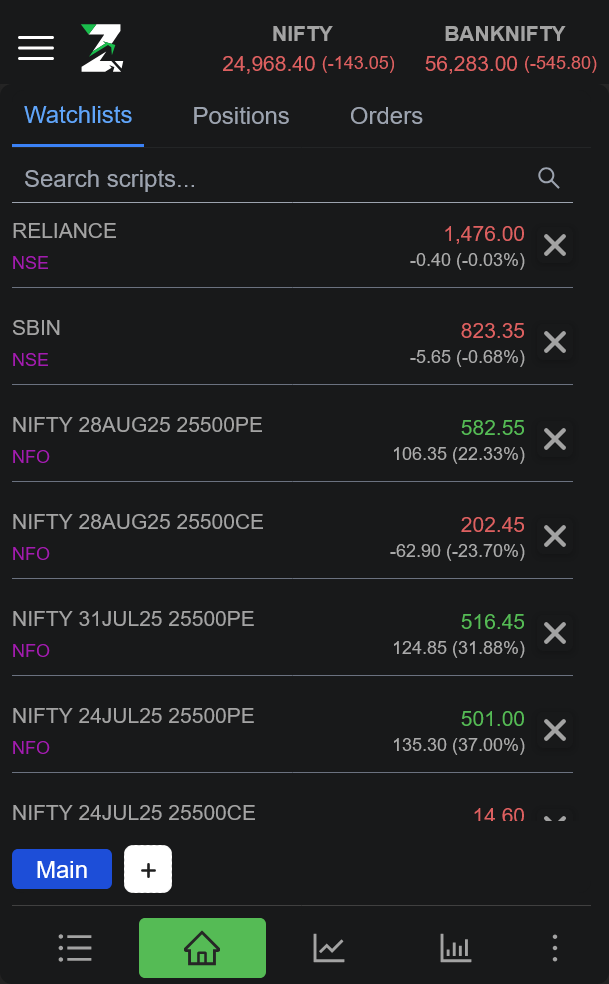 NIFTY
24,968.40 (-143.05)
BANKNIFTY
56,283.00 (-545.80)
Watchlists Positions Orders
Search scripts...
RELIANCE 1,476.00
NSE -0.40 (-0.03%)
SBIN 823.35
NSE -5.65 (-0.68%)
NIFTY 28AUG25 25500PE 582.55
NFO 106.35 (22.33%)
NIFTY 28AUG25 25500CE 202.45
NFO -62.90 (-23.70%)
NIFTY 31JUL25 25500PE 516.45
NFO 124.85 (31.88%)
NIFTY 24JUL25 25500PE 501.00
NFO 135.30 (37.00%)
NIFTY 24JUL25 25500CE 14.60
Main +